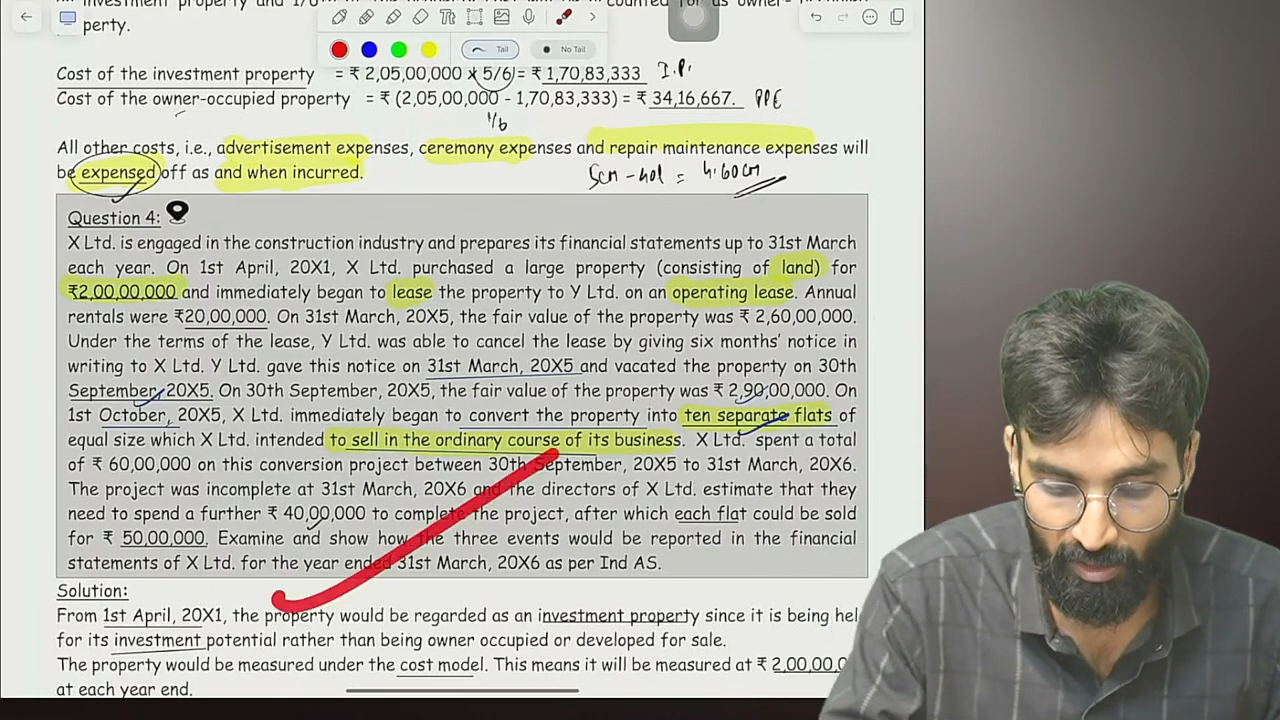 investment property and 1/6
perty.
Tail
No Tail
Cost of the investment property = ₹ 2,05,00,000 x 5/6 = ₹ 1,70,83,333 I.P.
Cost of the owner-occupied property = ₹ (2,05,00,000 - 1,70,83,333) = ₹ 34,16,667. PPE
1/6
All other costs, i.e., advertisement expenses, ceremony expenses and repair maintenance expenses will
be expensed off as and when incurred.
Question 4:
X Ltd. is engaged in the construction industry and prepares its financial statements up to 31st March
each year. On 1st April, 20X1, X Ltd. purchased a large property (consisting of land) for
₹2,00,00,000 and immediately began to lease the property to Y Ltd. on an operating lease. Annual
rentals were ₹20,00,000. On 31st March, 20X5, the fair value of the property was ₹ 2,60,00,000.
Under the terms of the lease, Y Ltd. was able to cancel the lease by giving six months' notice in
writing to X Ltd. Y Ltd. gave this notice on 31st March, 20X5 and vacated the property on 30th
September, 20X5. On 30th September, 20X5, the fair value of the property was ₹ 2,90,00,000. On
1st October, 20X5, X Ltd. immediately began to convert the property into ten separate flats of
equal size which X Ltd. intended to sell in the ordinary course of its business. X Ltd. spent a total
of ₹ 60,00,000 on this conversion project between 30th September, 20X5 to 31st March, 20X6.
The project was incomplete at 31st March, 20X6 and the directors of X Ltd. estimate that they
need to spend a further ₹ 40,00,000 to complete the project, after which each flat could be sold
for ₹ 50,00,000. Examine and show how the three events would be reported in the financial
statements of X Ltd. for the year ended 31st March, 20X6 as per Ind AS.
Solution:
From 1st April, 20X1, the property would be regarded as an investment property since it is being hel
for its investment potential rather than being owner occupied or developed for sale.
The property would be measured under the cost model. This means it will be measured at ₹ 2,00,00,0
at each year end.